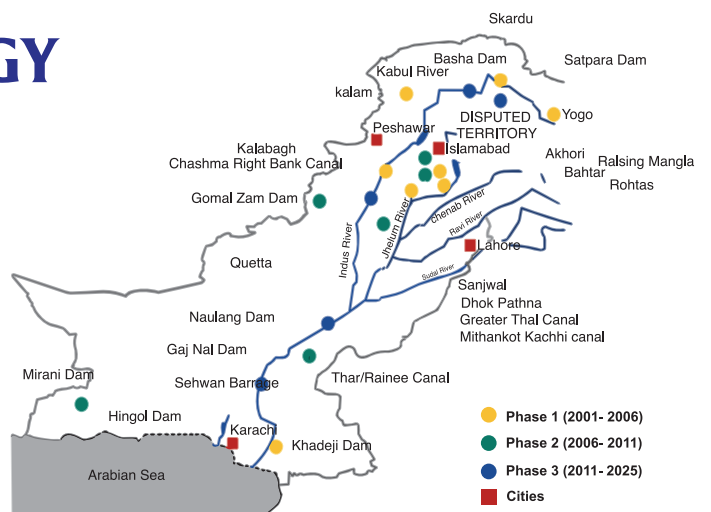 GY
Skardu
Basha Dam
Satpara Dam
Kabul River
kalam
Yogo
DISPUTED
TERRITORY
Peshawar
Islamabad
Kalabagh
Chashma Right Bank Canal
Akhori
Ralsing Mangla
Bahtar
Rohtas
Gomal Zam Dam
chenab River
Ravi River
Jhelum River
Indus River
Lahore
Quetta
Sudai River
Sanjwal
Dhok Pathna
Greater Thal Canal
Mithankot Kachhi canal
Naulang Dam
Gaj Nal Dam
Mirani Dam
Sehwan Barrage
Thar/Rainee Canal
Hingol Dam
Karachi
Khadeji Dam
Arabian Sea
Phase 1 (2001- 2006)
Phase 2 (2006- 2011)
Phase 3 (2011- 2025)
Cities